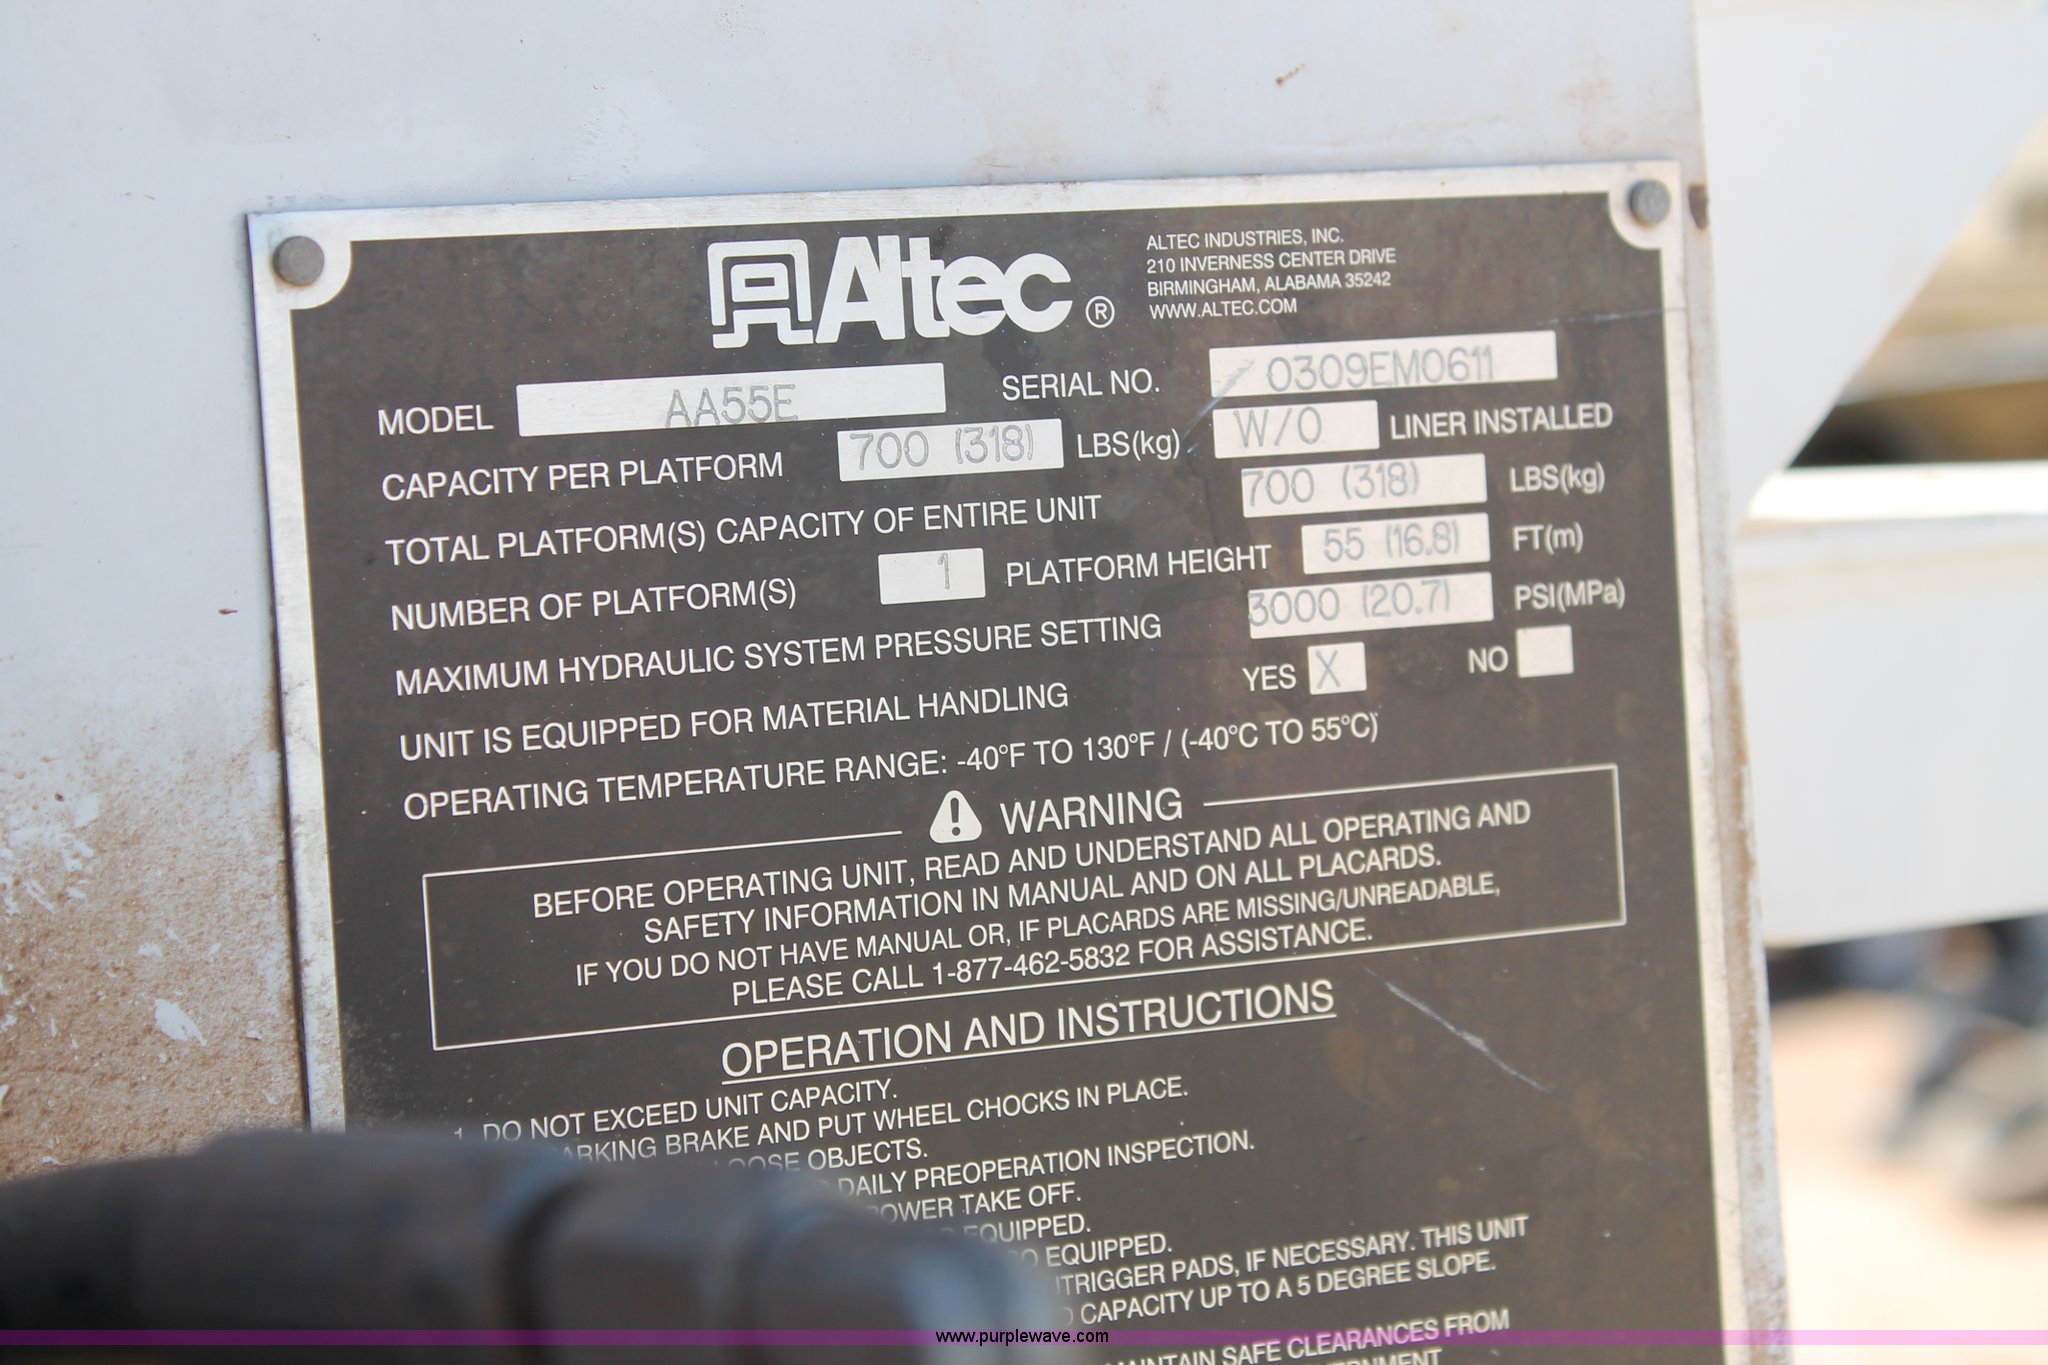 Altec®
ALTEC INDUSTRIES, INC.
210 INVERNESS CENTER DRIVE
BIRMINGHAM, ALABAMA 35242
WWW.ALTEC.COM
MODEL AA55E SERIAL NO. 0309EM0611
CAPACITY PER PLATFORM 700 (318) LBS(kg) W/O LINER INSTALLED
TOTAL PLATFORM(S) CAPACITY OF ENTIRE UNIT 700 (318) LBS(kg)
NUMBER OF PLATFORM(S) 1 PLATFORM HEIGHT 55 (16.8) FT(m)
MAXIMUM HYDRAULIC SYSTEM PRESSURE SETTING 3000 (20.7) PSI(MPa)
UNIT IS EQUIPPED FOR MATERIAL HANDLING YES X NO
OPERATING TEMPERATURE RANGE: -40°F TO 130°F / (-40°C TO 55°C)
WARNING
BEFORE OPERATING UNIT, READ AND UNDERSTAND ALL OPERATING AND
SAFETY INFORMATION IN MANUAL AND ON ALL PLACARDS.
IF YOU DO NOT HAVE MANUAL OR, IF PLACARDS ARE MISSING/UNREADABLE,
PLEASE CALL 1-877-462-5832 FOR ASSISTANCE.
OPERATION AND INSTRUCTIONS
1. DO NOT EXCEED UNIT CAPACITY.
BRAKE AND PUT WHEEL CHOCKS IN PLACE.
OBJECTS.
DAILY PREOPERATION INSPECTION.
POWER TAKE OFF.
EQUIPPED.
EQUIPPED.
PADS, IF NECESSARY. THIS UNIT
CAPACITY UP TO A 5 DEGREE SLOPE.
SAFE CLEARANCES FROM
www.purplewave.com